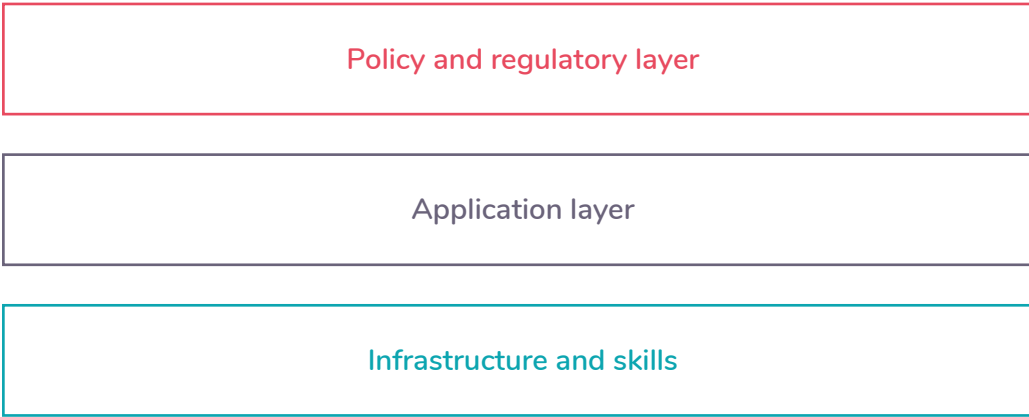 Policy and regulatory layer
Application layer
Infrastructure and skills